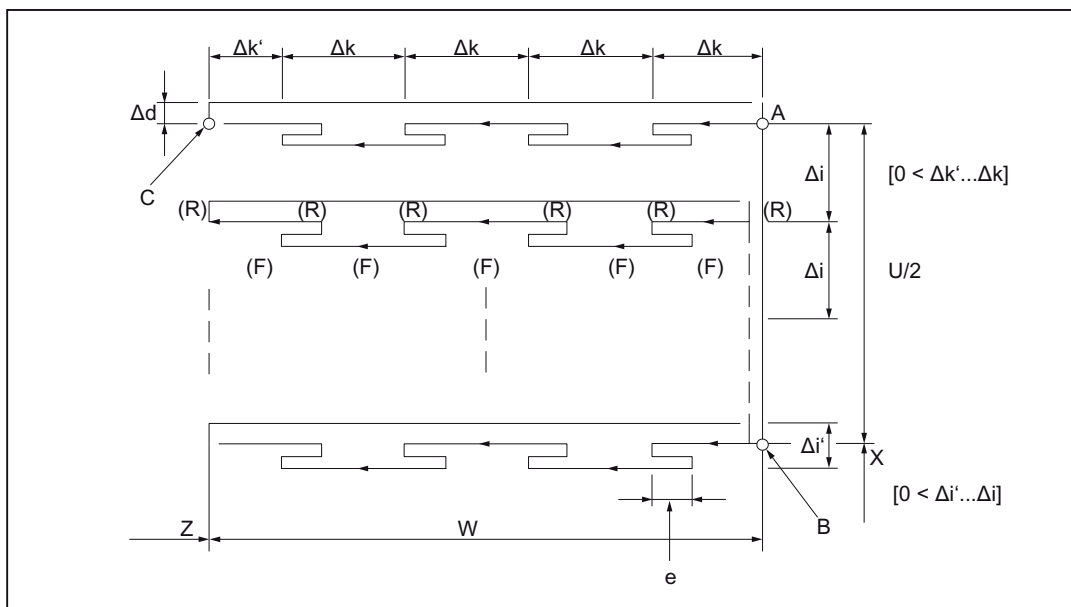 Δk‘ Δk Δk Δk Δk
Δd
A
C
Δi [0 < Δk‘...Δk]
(R) (R) (R) (R) (R) (R)
(F) (F) (F) (F) (F)
Δi U/2
Δi‘
X
[0 < Δi‘...Δi]
B
Z W
e